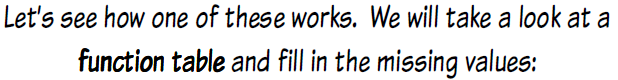 Let's see how one of these works. We will take a look at a
function table and fill in the missing values: